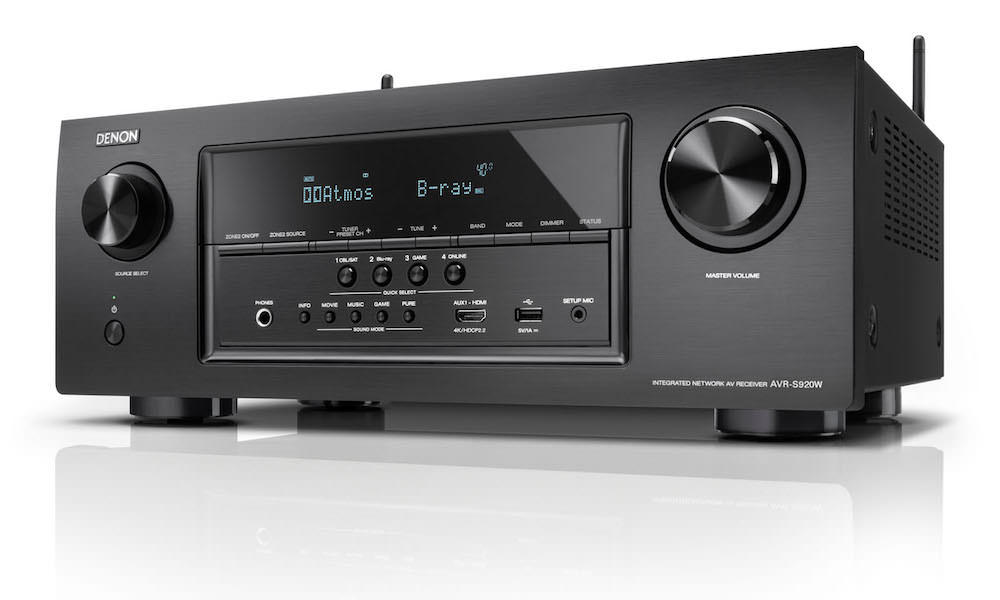 DENON
40
Atmos
B-ray
ZONE2 ON/OFF
ZONE2 SOURCE
− TUNER PRESET CH +
− TUNE +
BAND
MODE
DIMMER
STATUS
1 CBL/SAT
2 Blu-ray
3 GAME
4 ONLINE
QUICK SELECT
SOURCE SELECT
MASTER VOLUME
PHONES
INFO
MOVIE
MUSIC
GAME
PURE
SOUND MODE
AUX1 - HDMI
4K/HDCP2.2
5V/1A
SETUP MIC
INTEGRATED NETWORK AV RECEIVER AVR-S920W